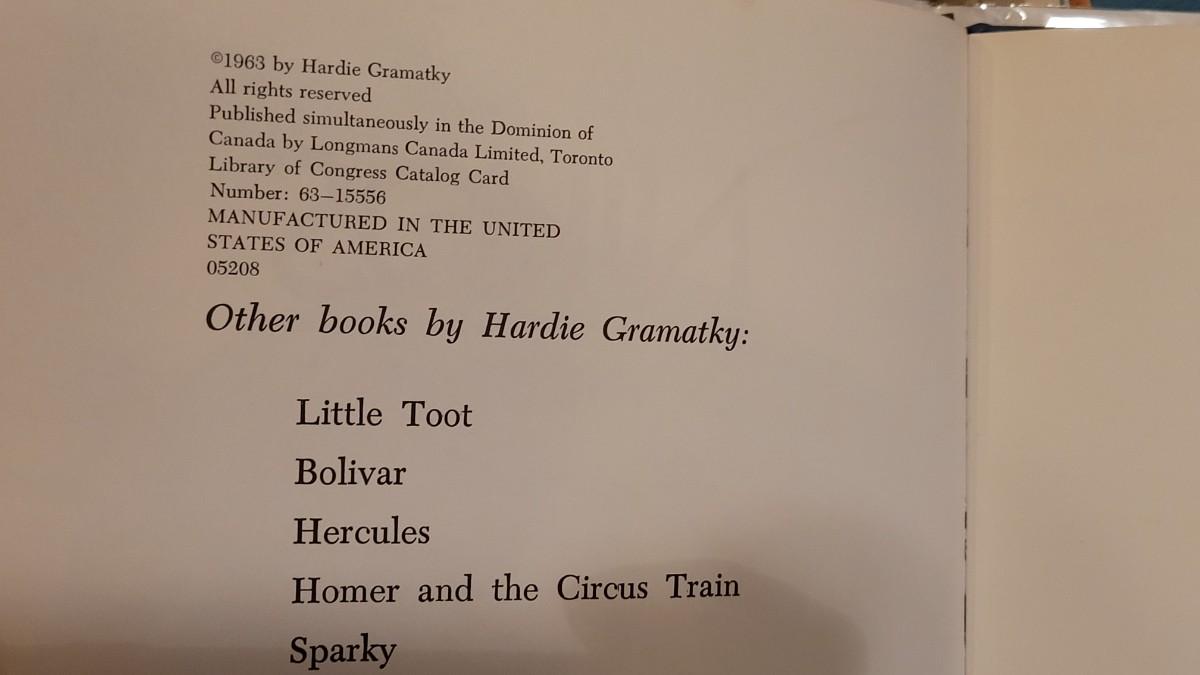 ©1963 by Hardie Gramatky
All rights reserved
Published simultaneously in the Dominion of
Canada by Longmans Canada Limited, Toronto
Library of Congress Catalog Card
Number: 63–15556
MANUFACTURED IN THE UNITED
STATES OF AMERICA
05208
Other books by Hardie Gramatky:
Little Toot
Bolivar
Hercules
Homer and the Circus Train
Sparky